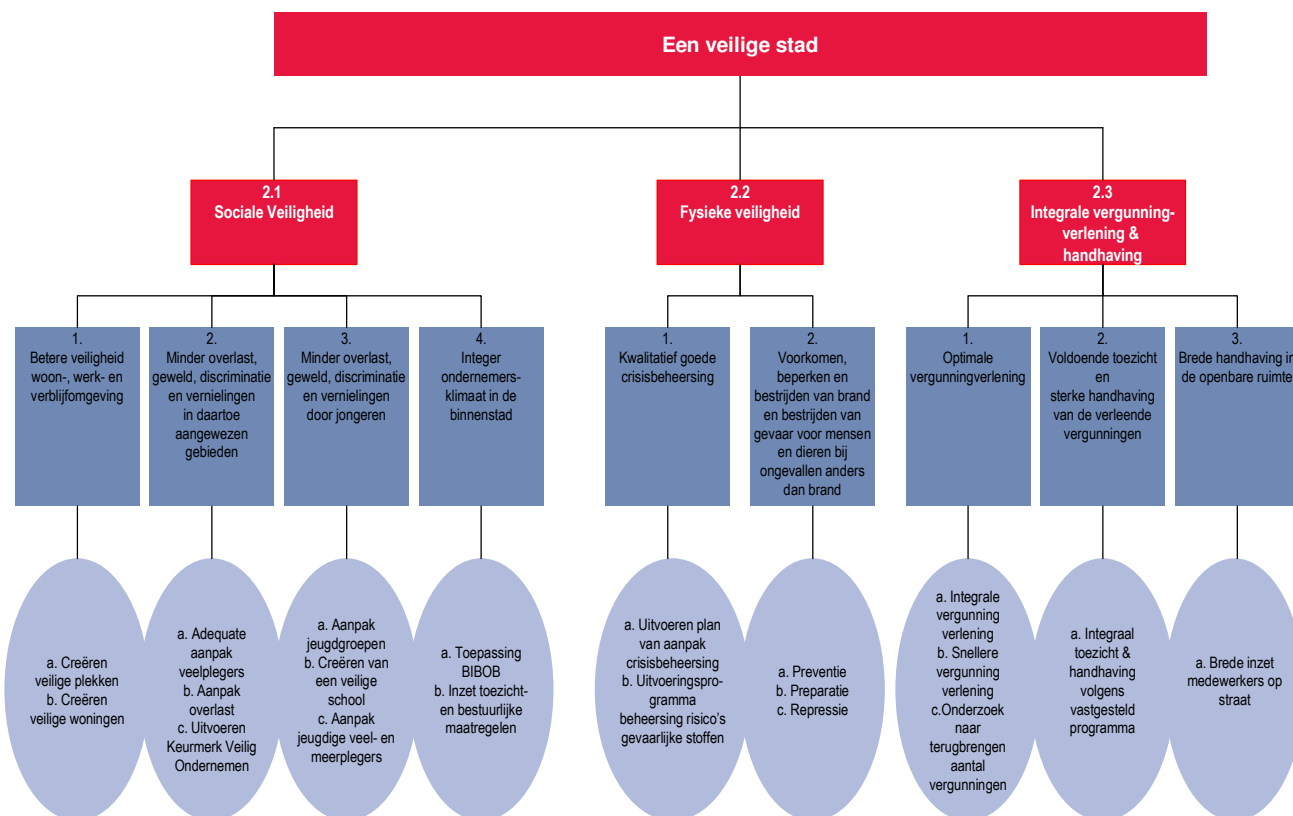 Een veilige stad
2.1
Sociale Veiligheid
2.2
Fysieke veiligheid
2.3
Integrale vergunning-
verlening &
handhaving
1.
Betere veiligheid
woon-, werk- en
verblijfomgeving
2.
Minder overlast,
geweld, discriminatie
en vernielingen
in daartoe
aangewezen
gebieden
3.
Minder overlast,
geweld, discriminatie
en vernielingen
door jongeren
4.
Integer
ondernemers-
klimaat in de
binnenstad
1.
Kwalitatief goede
crisisbeheersing
2.
Voorkomen,
beperken en
bestrijden van brand
en bestrijden van
gevaar voor mensen
en dieren bij
ongevallen anders
dan brand
1.
Optimale
vergunningverlening
2.
Voldoende toezicht
en
sterke handhaving
van de verleende
vergunningen
3.
Brede handhaving in
de openbare ruimte
a. Creëren
veilige plekken
b. Creëren
veilige woningen
a. Adequate
aanpak
veelplegers
b. Aanpak
overlast
c. Uitvoeren
Keurmerk Veilig
Ondernemen
a. Aanpak
jeugdgroepen
b. Creëren van
een veilige
school
c. Aanpak
jeugdige veel- en
meerplegers
a. Toepassing
BIBOB
b. Inzet toezicht-
en bestuurlijke
maatregelen
a. Uitvoeren plan
van aanpak
crisisbeheersing
b. Uitvoeringspro-
gramma
beheersing risico's
gevaarlijke stoffen
a. Preventie
b. Preparatie
c. Repressie
a. Integrale
vergunning
verlening
b. Snellere
vergunning
verlening
c.Onderzoek
naar
terugbrengen
aantal
vergunningen
a. Integraal
toezicht &
handhaving
volgens
vastgesteld
programma
a. Brede inzet
medewerkers op
straat